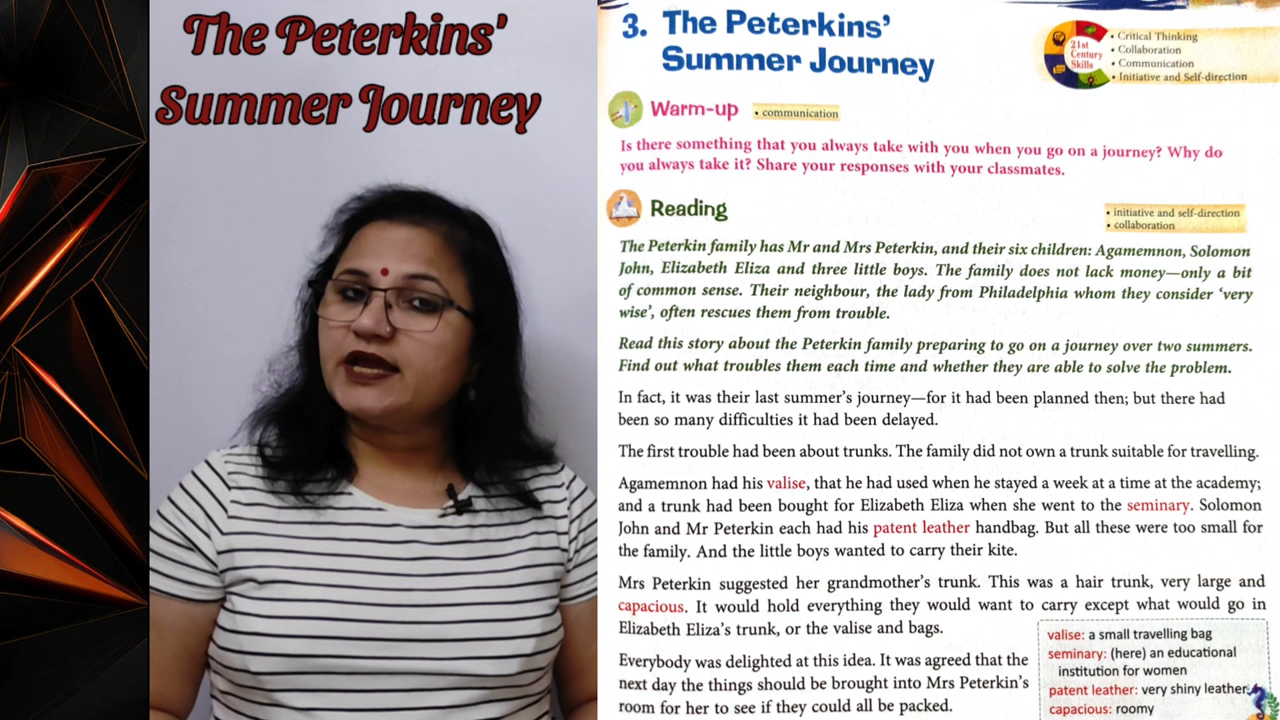 The Peterkins'
Summer Journey
3. The Peterkins'
Summer Journey
21st
Century
Skills
• Critical Thinking
• Collaboration
• Communication
• Initiative and Self-direction
Warm-up
• communication
Is there something that you always take with you when you go on a journey? Why do
you always take it? Share your responses with your classmates.
Reading
• initiative and self-direction
• collaboration
The Peterkin family has Mr and Mrs Peterkin, and their six children: Agamemnon, Solomon
John, Elizabeth Eliza and three little boys. The family does not lack money—only a bit
of common sense. Their neighbour, the lady from Philadelphia whom they consider 'very
wise', often rescues them from trouble.
Read this story about the Peterkin family preparing to go on a journey over two summers.
Find out what troubles them each time and whether they are able to solve the problem.
In fact, it was their last summer's journey—for it had been planned then; but there had
been so many difficulties it had been delayed.
The first trouble had been about trunks. The family did not own a trunk suitable for travelling.
Agamemnon had his valise, that he had used when he stayed a week at a time at the academy;
and a trunk had been bought for Elizabeth Eliza when she went to the seminary. Solomon
John and Mr Peterkin each had his patent leather handbag. But all these were too small for
the family. And the little boys wanted to carry their kite.
Mrs Peterkin suggested her grandmother's trunk. This was a hair trunk, very large and
capacious. It would hold everything they would want to carry except what would go in
Elizabeth Eliza's trunk, or the valise and bags.
Everybody was delighted at this idea. It was agreed that the
next day the things should be brought into Mrs Peterkin's
room for her to see if they could all be packed.
valise: a small travelling bag
seminary: (here) an educational
institution for women
patent leather: very shiny leather
capacious: roomy